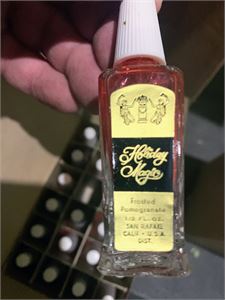 Holiday
Magic
Frosted
Pomegranate
1/2 FL. OZ.
SAN RAFAEL
CALIF · U.S.A.
DIST.